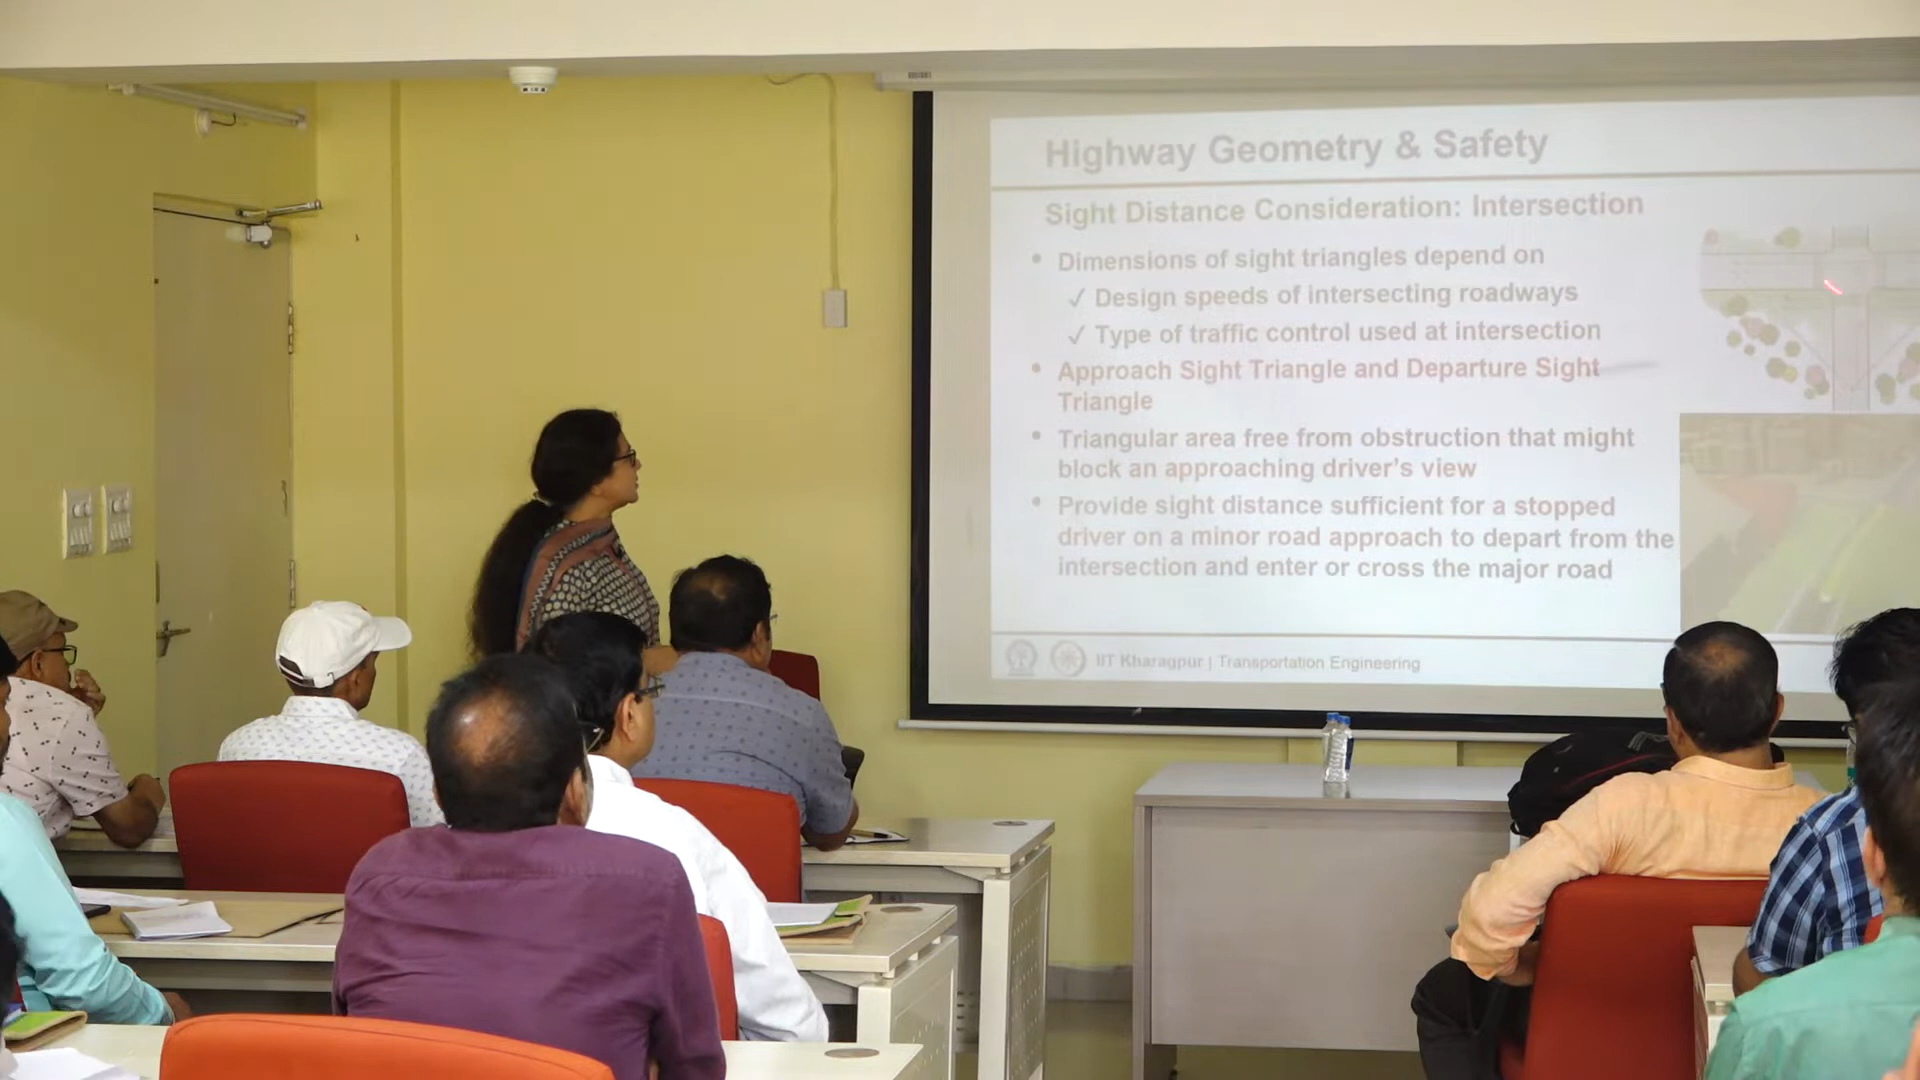 Highway Geometry & Safety
Sight Distance Consideration: Intersection
• Dimensions of sight triangles depend on
✓ Design speeds of intersecting roadways
✓ Type of traffic control used at intersection
• Approach Sight Triangle and Departure Sight
Triangle
• Triangular area free from obstruction that might
block an approaching driver's view
• Provide sight distance sufficient for a stopped
driver on a minor road approach to depart from the
intersection and enter or cross the major road
IIT Kharagpur | Transportation Engineering